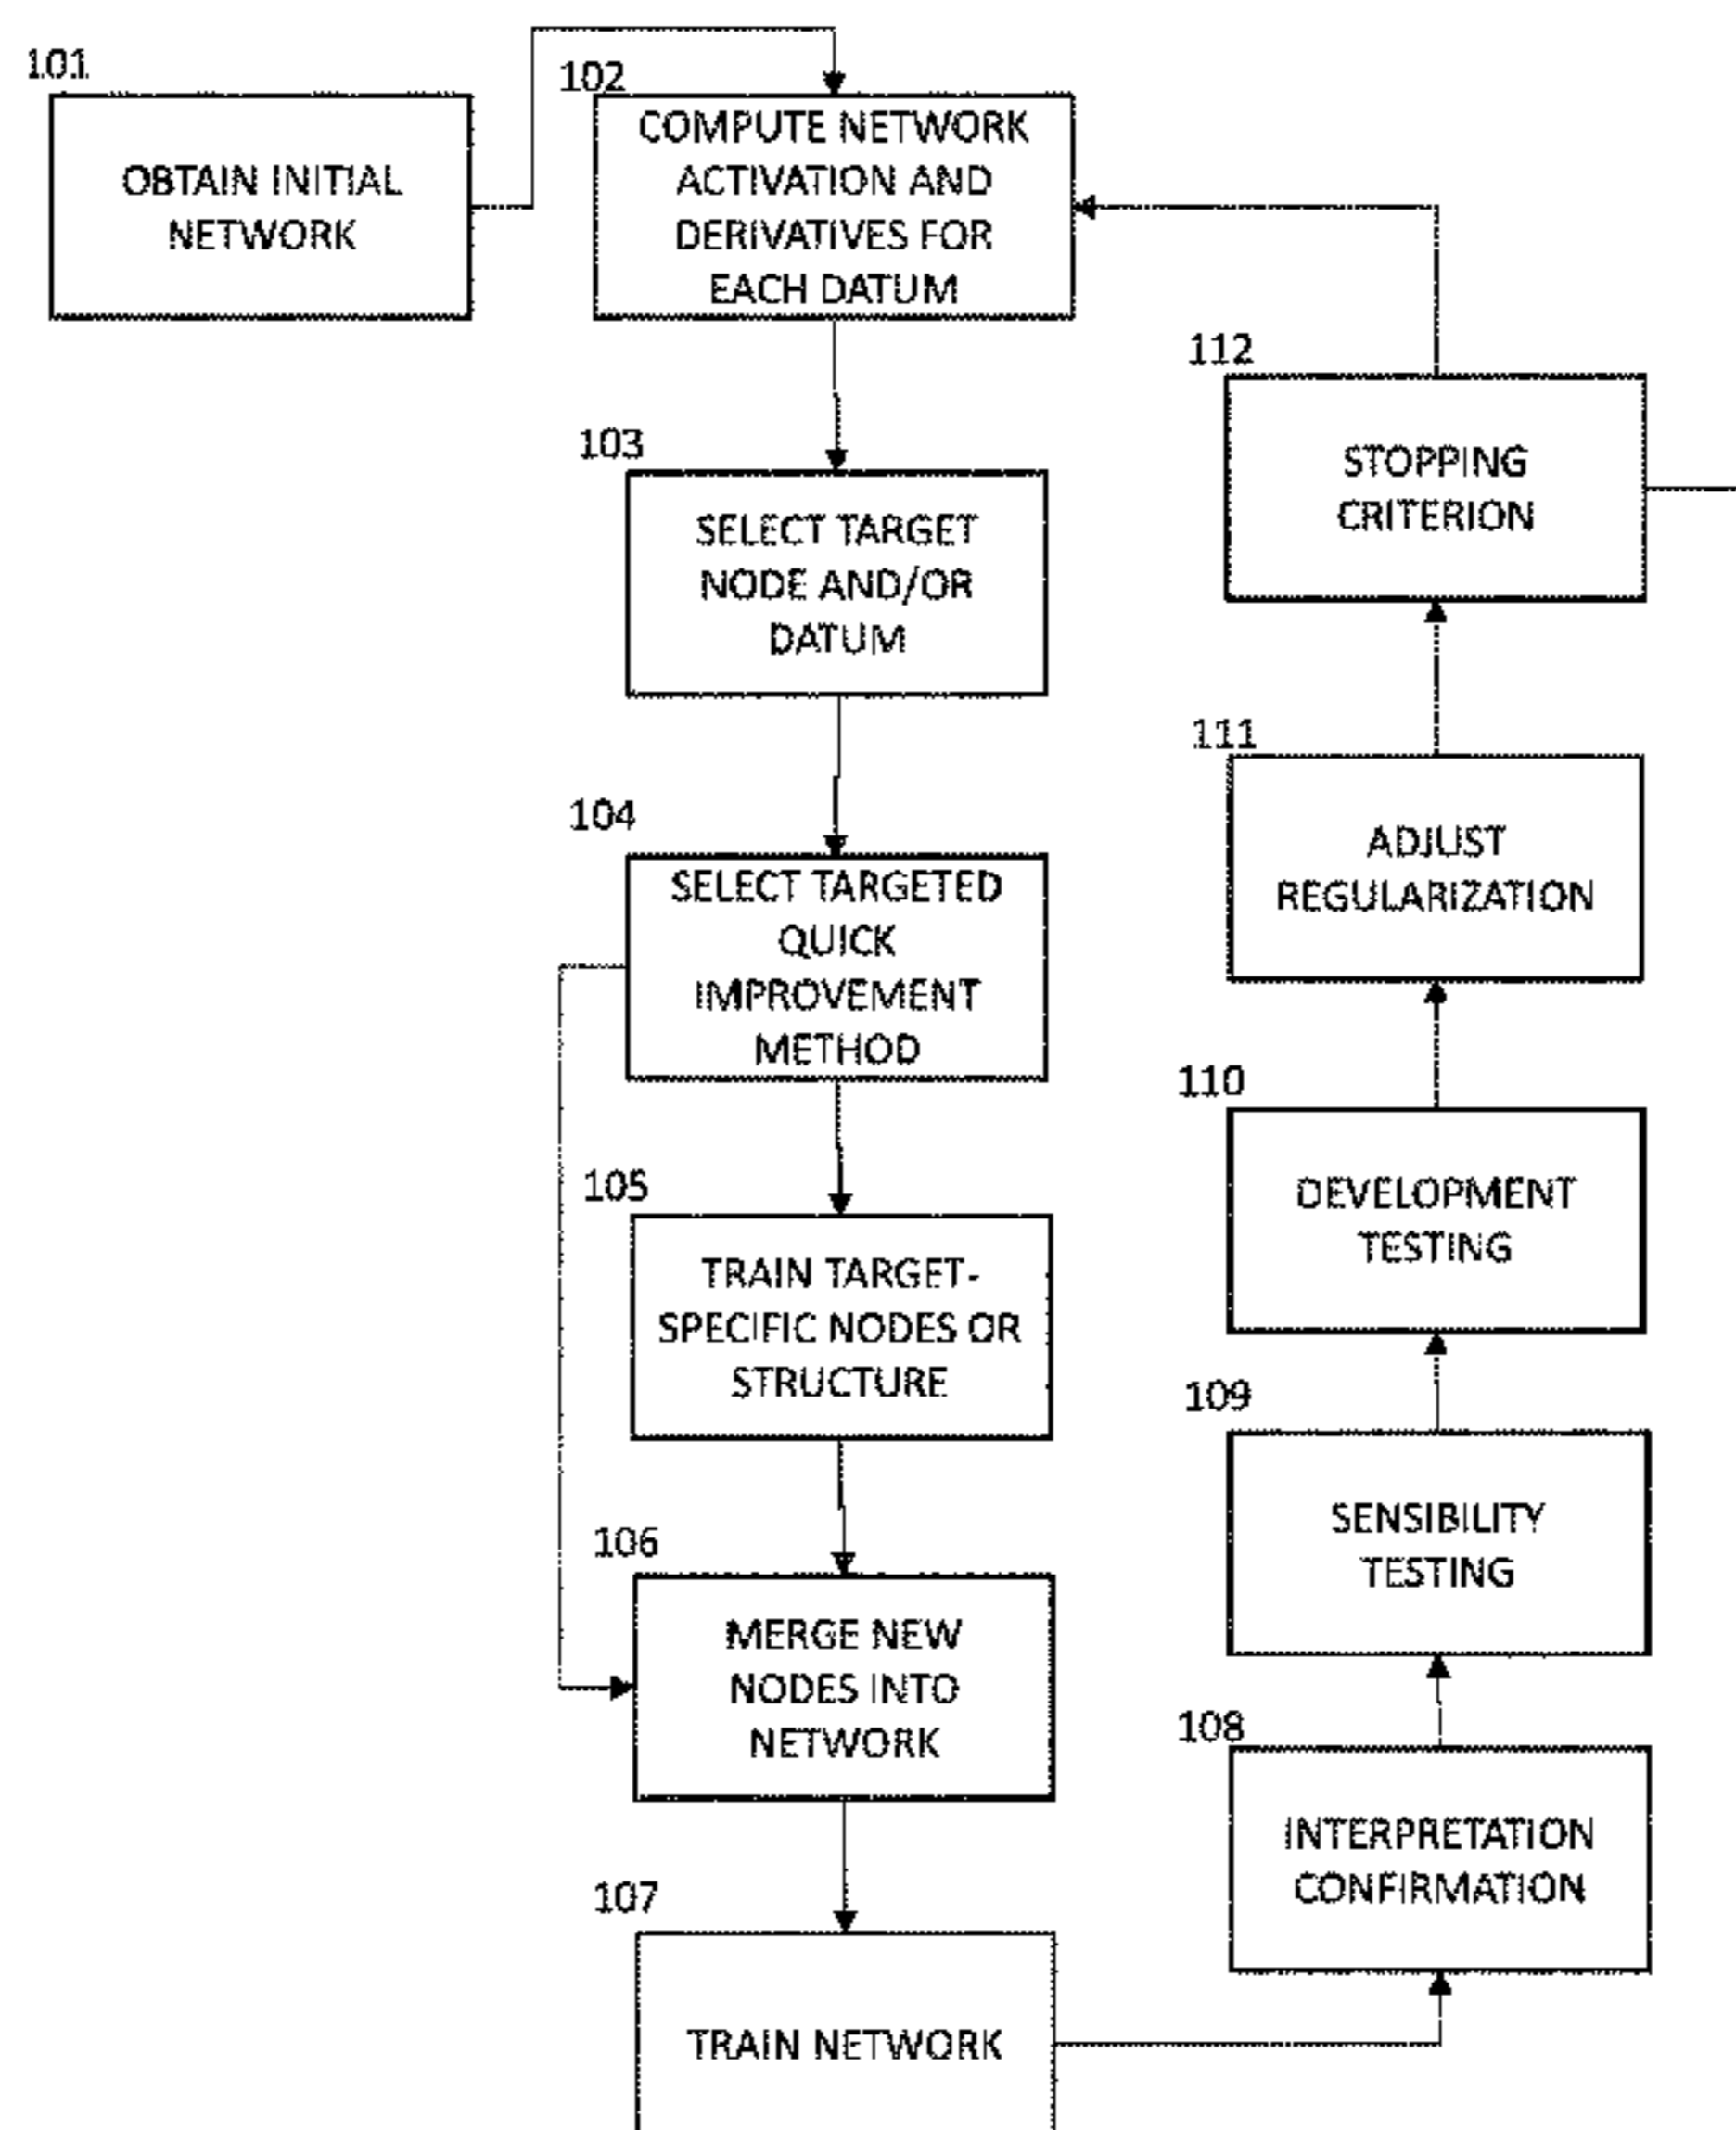 101
OBTAIN INITIAL
NETWORK
102
COMPUTE NETWORK
ACTIVATION AND
DERIVATIVES FOR
EACH DATUM
103
SELECT TARGET
NODE AND/OR
DATUM
104
SELECT TARGETED
QUICK
IMPROVEMENT
METHOD
105
TRAIN TARGET-
SPECIFIC NODES OR
STRUCTURE
106
MERGE NEW
NODES INTO
NETWORK
107
TRAIN NETWORK
108
INTERPRETATION
CONFIRMATION
109
SENSIBILITY
TESTING
110
DEVELOPMENT
TESTING
111
ADJUST
REGULARIZATION
112
STOPPING
CRITERION